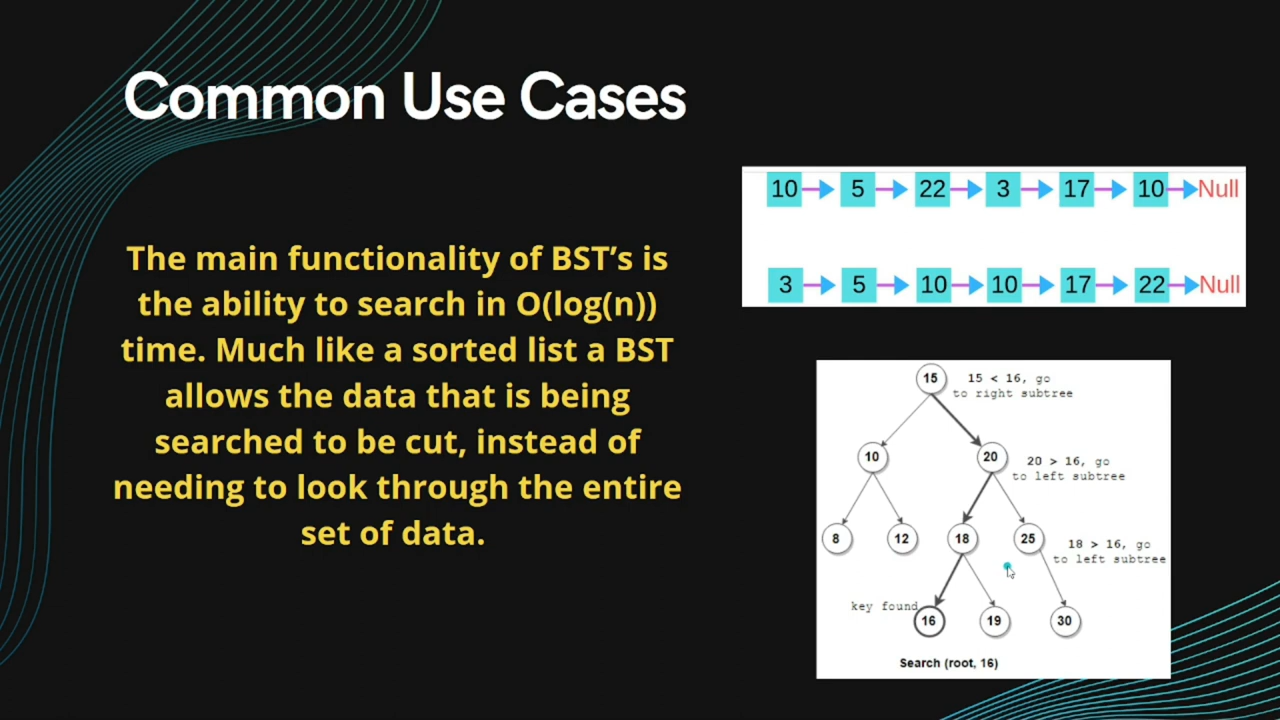 Common Use Cases
The main functionality of BST’s is
the ability to search in O(log(n))
time. Much like a sorted list a BST
allows the data that is being
searched to be cut, instead of
needing to look through the entire
set of data.
10 5 22 3 17 10 Null
3 5 10 10 17 22 Null
15 15 < 16, go
to right subtree
10 20 20 > 16, go
to left subtree
8 12 18 25 18 > 16, go
to left subtree
key found
16 19 30
Search (root, 16)